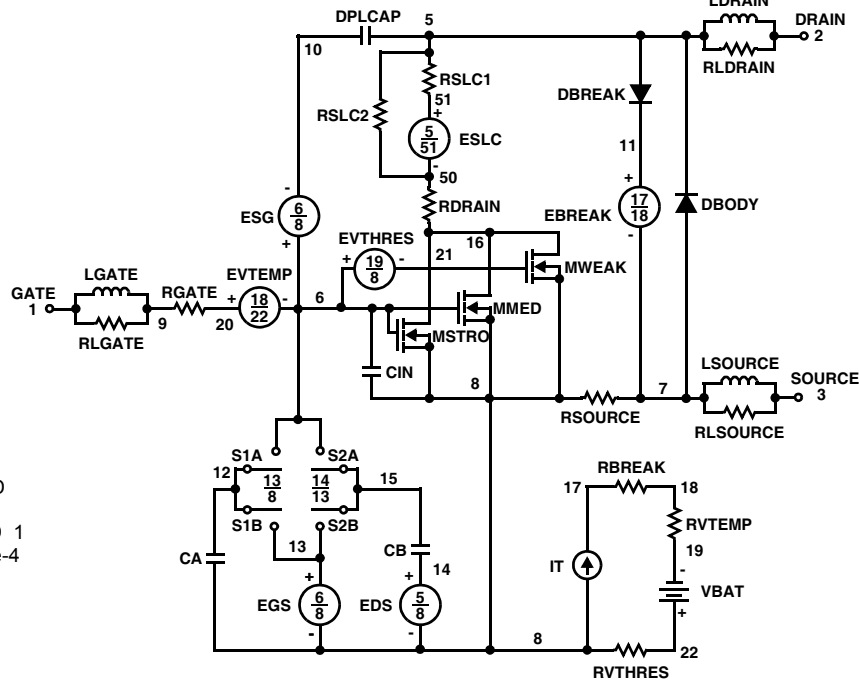 LDRAIN
DPLCAP 5 DRAIN
10 2
RLDRAIN
RSLC1
DBREAK
51
RSLC2 +
5
51 ESLC
11
-
50
- +
RDRAIN
6
8 ESG
17
18 EBREAK
DBODY
+
EVTHRES 16 -
21
+ 19
8 -
MWEAK
LGATE EVTEMP
GATE RGATE + 18
22 - 6
1
MMED
9 20
RLGATE MSTRO
LSOURCE
CIN 8 7 SOURCE
3
RSOURCE
RLSOURCE
S1A S2A
12 13
8 14
13 15
RBREAK
17 18
S1B S2B
RVTEMP
13 CB
CA 19
14 IT
-
+ +
VBAT
EGS 6
8 EDS 5
8
+
- -
8 22
RVTHRES
0
0 1
e-4